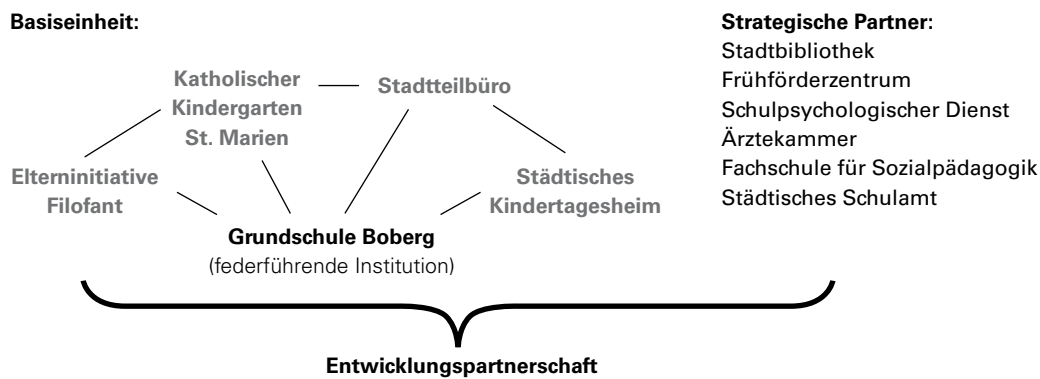 Basiseinheit:
Katholischer
Kindergarten
St. Marien
Stadtteilbüro
Elterninitiative
Filofant
Städtisches
Kindertagesheim
Grundschule Boberg
(federführende Institution)
Strategische Partner:
Stadtbibliothek
Frühförderzentrum
Schulpsychologischer Dienst
Ärztekammer
Fachschule für Sozialpädagogik
Städtisches Schulamt
Entwicklungspartnerschaft